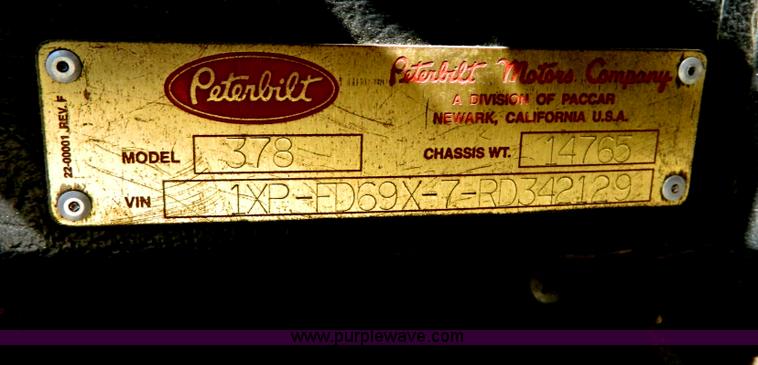 Peterbilt
Peterbilt Motors Company
A DIVISION OF PACCAR
NEWARK, CALIFORNIA U.S.A.
MODEL 378 CHASSIS WT. 14765
VIN 1XP-FD69X-7-RD342129
22-00001 REV. F
www.purplewave.com